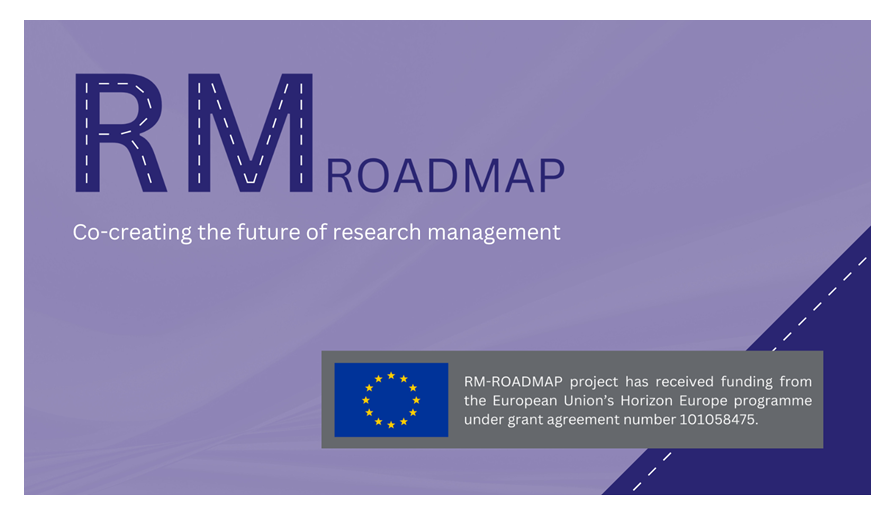 RM ROADMAP
Co-creating the future of research management
RM-ROADMAP project has received funding from
the European Union's Horizon Europe programme
under grant agreement number 101058475.